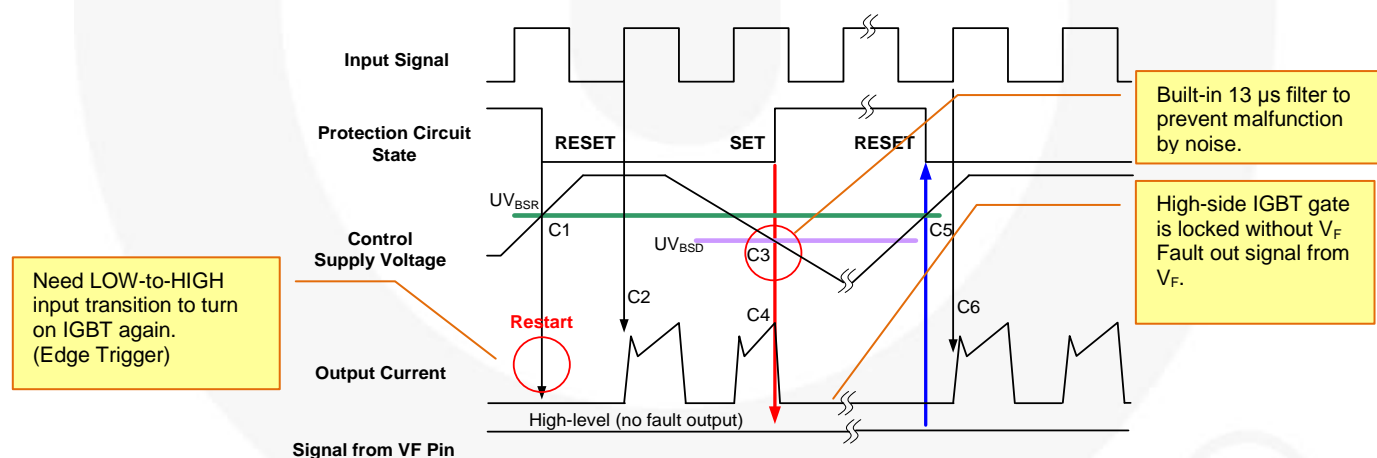 Input Signal
Built-in 13 µs filter to
prevent malfunction
by noise.
Protection Circuit
State
RESET
SET
RESET
UVBSR
C1
C5
High-side IGBT gate
is locked without VF
Fault out signal from
VF.
Control
Supply Voltage
UVBSD
C3
Need LOW-to-HIGH
input transition to turn
on IGBT again.
(Edge Trigger)
C2
C4
C6
Restart
Output Current
High-level (no fault output)
Signal from VF Pin